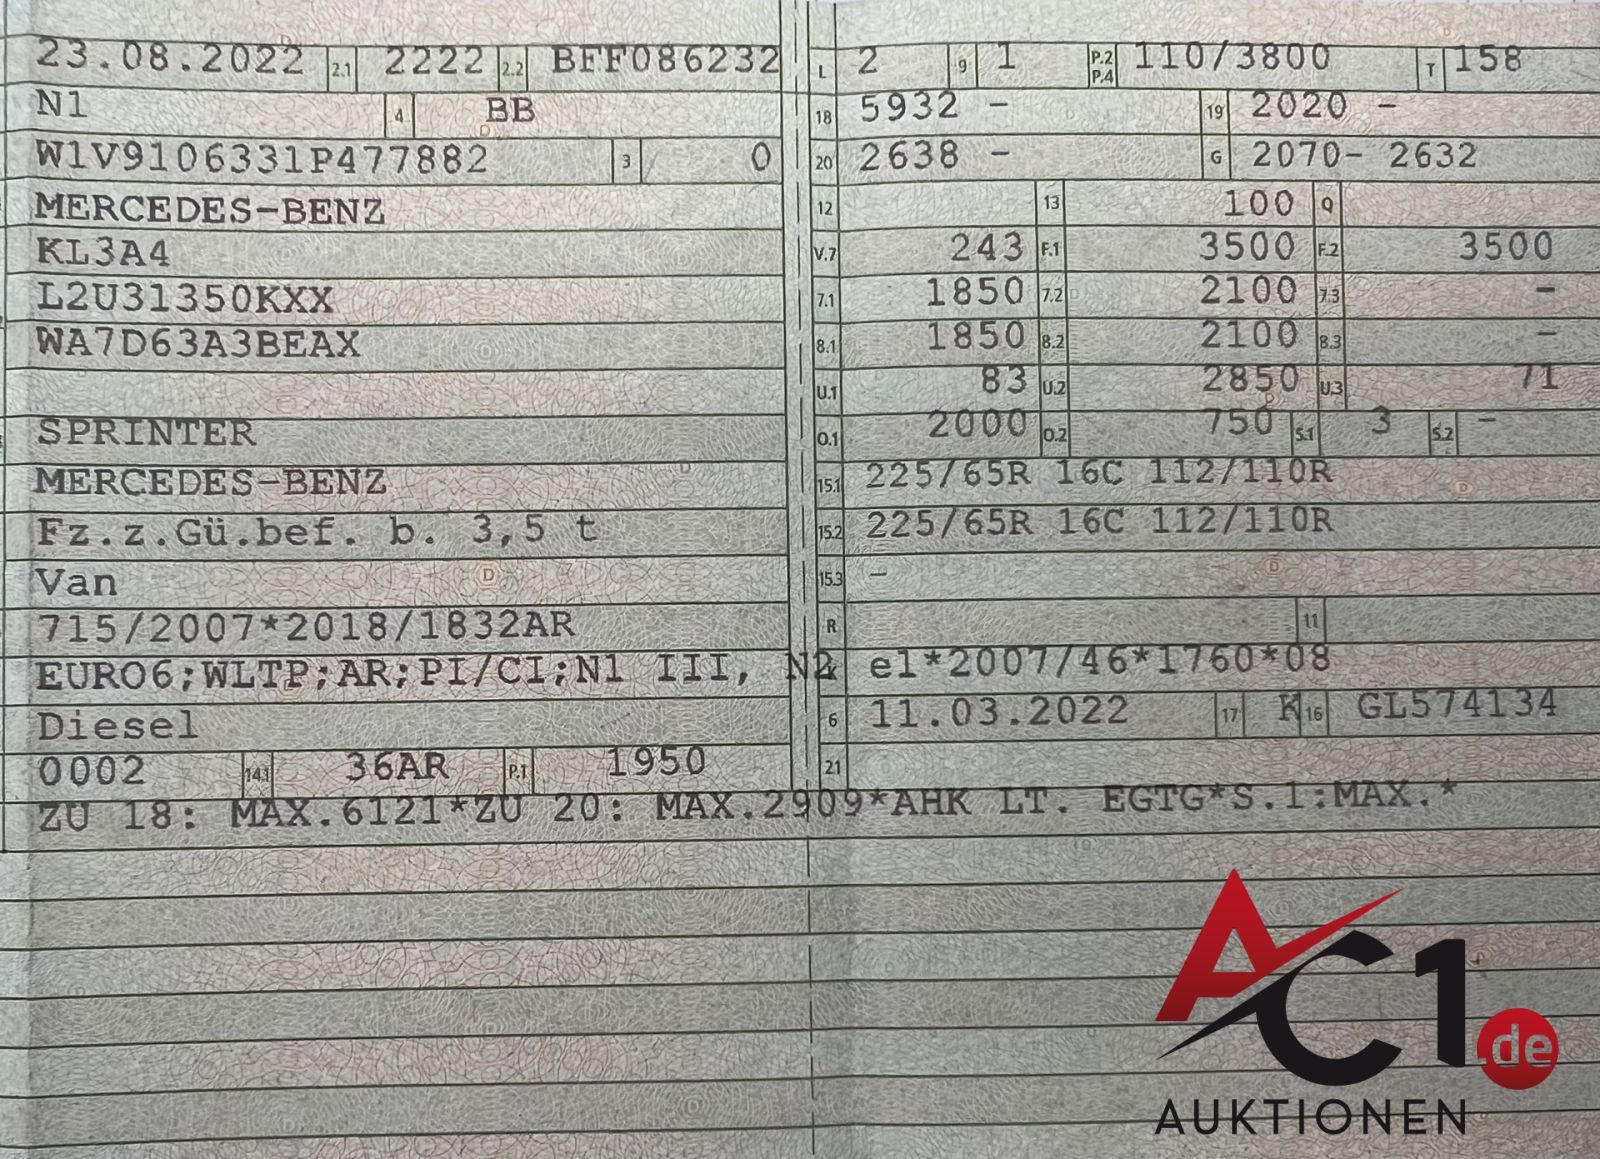 23.08.2022 2.1 2222 2.2 BFF086232
N1 4 BB
W1V9106331P477882 3 0
MERCEDES-BENZ
KL3A4
L2U31350KXX
WA7D63A3BEAX
SPRINTER
MERCEDES-BENZ
Fz.z.Gü.bef. b. 3,5 t
Van
715/2007*2018/1832AR
EURO6;WLTP;AR;PI/CI;N1 III, N2
Diesel
0002 14.1 36AR P.1 1950
L 2 9 1 P.2 P.4 110/3800 T 158
18 5932 - 19 2020 -
20 2638 - G 2070- 2632
12 13 100 Q
V.7 243 F.1 3500 F.2 3500
7.1 1850 7.2 2100 7.3 -
8.1 1850 8.2 2100 8.3 -
U.1 83 U.2 2850 U.3 71
O.1 2000 O.2 750 S.1 3 S.2 -
15.1 225/65R 16C 112/110R
15.2 225/65R 16C 112/110R
15.3 -
R 11
K e1*2007/46*1760*08
6 11.03.2022 17 K 16 GL574134
21
ZU 18: MAX.6121*ZU 20: MAX.2909*AHK LT. EGTG*S.1:MAX.*
AC1.de
AUKTIONEN